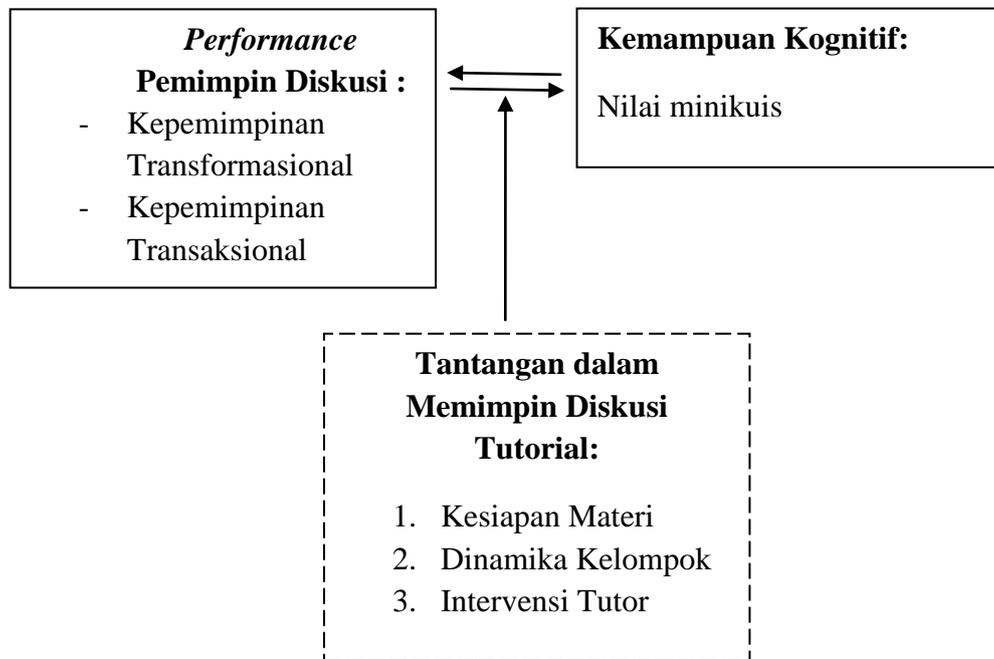 Performance
Pemimpin Diskusi :
- Kepemimpinan
Transformasional
- Kepemimpinan
Transaksional
Kemampuan Kognitif:
Nilai minikuis
Tantangan dalam
Memimpin Diskusi
Tutorial:
1. Kesiapan Materi
2. Dinamika Kelompok
3. Intervensi Tutor